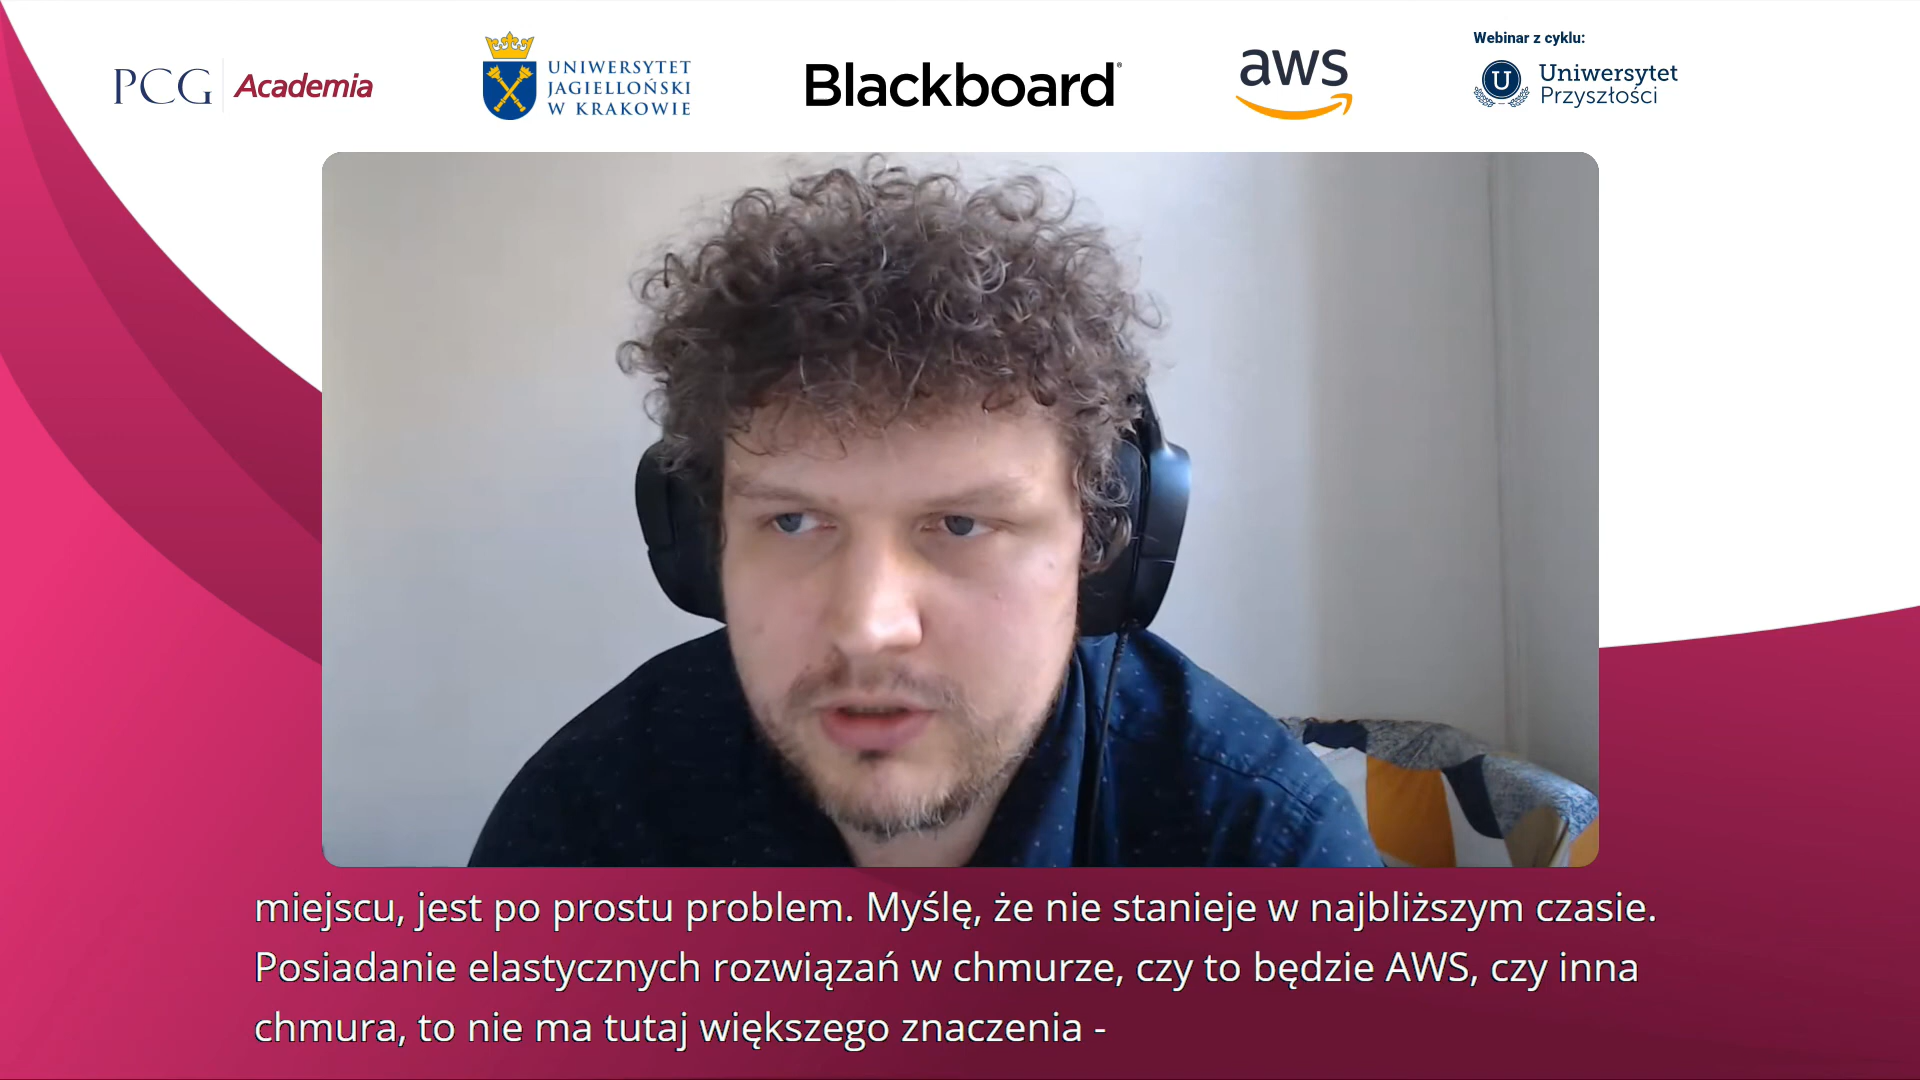 Webinar z cyklu:
PCG Academia
UNIWERSYTET
JAGIELLOŃSKI
W KRAKOWIE
Blackboard
aws
U
Uniwersytet
Przyszłości
miejscu, jest po prostu problem. Myślę, że nie stanieje w najbliższym czasie.
Posiadanie elastycznych rozwiązań w chmurze, czy to będzie AWS, czy inna
chmura, to nie ma tutaj większego znaczenia -